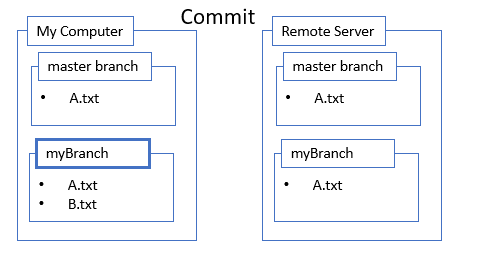 Commit
My Computer
master branch
• A.txt
myBranch
• A.txt
• B.txt
Remote Server
master branch
• A.txt
myBranch
• A.txt